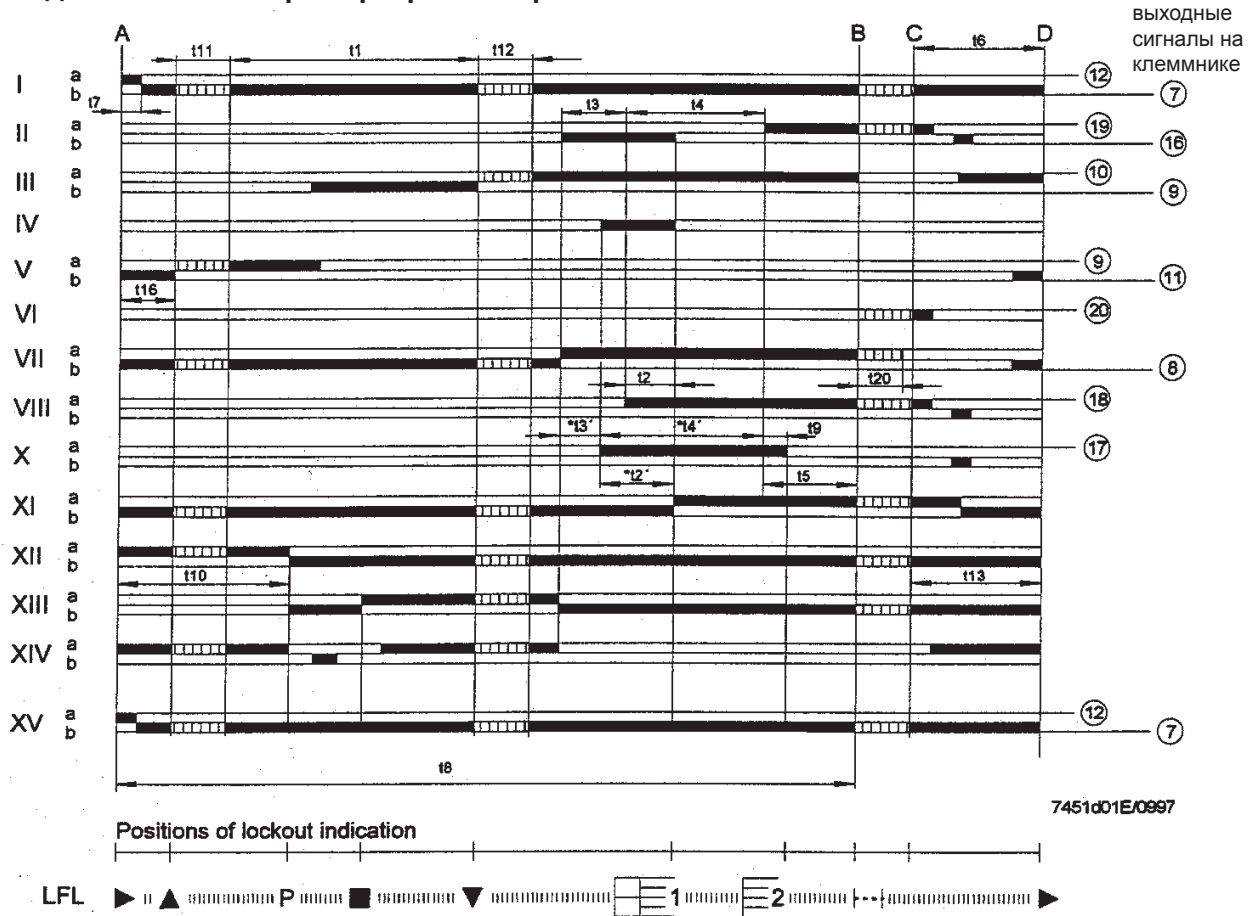 выходные
сигналы на
клеммнике
A B C D
t11 t1 t12 t6
I a b 12 7
t7 t3 t4
II a b 19 16
III a b 10 9
IV
V a b 9 11
t16
VI 20
VII a b 8
t2 t20
VIII a b 18
"t3´ "t4´ t9
X a b 17
"t2´ t5
XI a b
XII a b
t10 t13
XIII a b
XIV a b
XV a b 12 7
t8
7451d01E/0997
Positions of lockout indication
LFL P 1 2